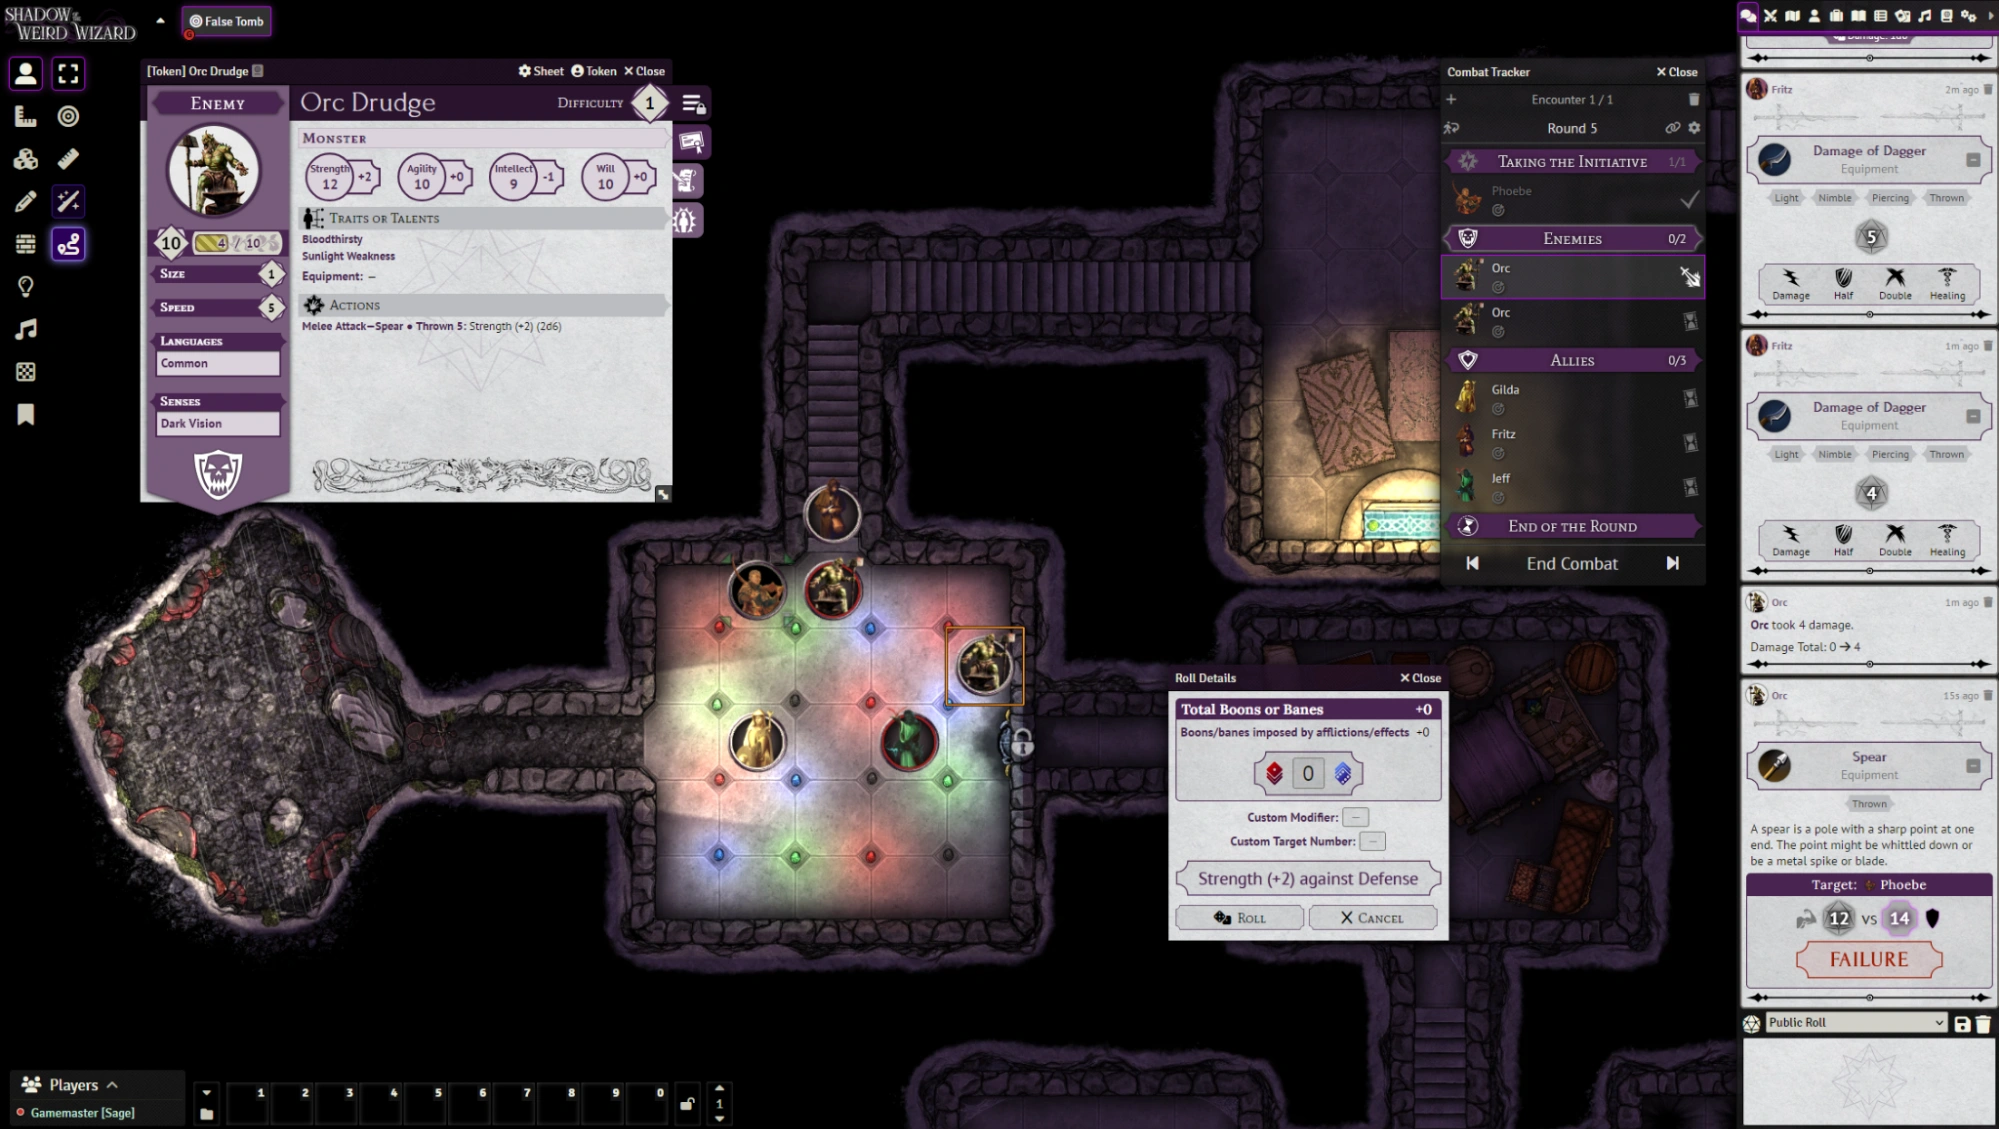 SHADOW OF THE
WEIRD WIZARD
False Tomb
G
[Token] Orc Drudge
Sheet
Token
Close
ENEMY
Orc Drudge
DIFFICULTY
1
MONSTER
Strength
12
+2
Agility
10
+0
Intellect
9
-1
Will
10
+0
TRAITS OR TALENTS
Bloodthirsty
Sunlight Weakness
Equipment: —
10
4 / 10
SIZE
1
SPEED
5
ACTIONS
Melee Attack—Spear ● Thrown 5: Strength (+2) (2d6)
LANGUAGES
Common
SENSES
Dark Vision
Combat Tracker
Close
Encounter 1 / 1
Round 5
TAKING THE INITIATIVE
1/1
Phoebe
ENEMIES
0/2
Orc
Orc
ALLIES
0/3
Gilda
Fritz
Jeff
END OF THE ROUND
End Combat
Roll Details
Close
Total Boons or Banes
+0
Boons/banes imposed by afflictions/effects
+0
0
Custom Modifier:
Custom Target Number:
Strength (+2) against Defense
ROLL
CANCEL
Damage: 1d6
Fritz
2m ago
Damage of Dagger
Equipment
Light
Nimble
Piercing
Thrown
5
Damage
Half
Double
Healing
Fritz
1m ago
Damage of Dagger
Equipment
Light
Nimble
Piercing
Thrown
4
Damage
Half
Double
Healing
Orc
1m ago
Orc took 4 damage.
Damage Total: 0 → 4
Orc
15s ago
Spear
Equipment
Thrown
A spear is a pole with a sharp point at one
end. The point might be whittled down or
be a metal spike or blade.
Target: Phoebe
12 VS 14
FAILURE
Public Roll
Players
Gamemaster [Sage]
1
2
3
4
5
6
7
8
9
0
1